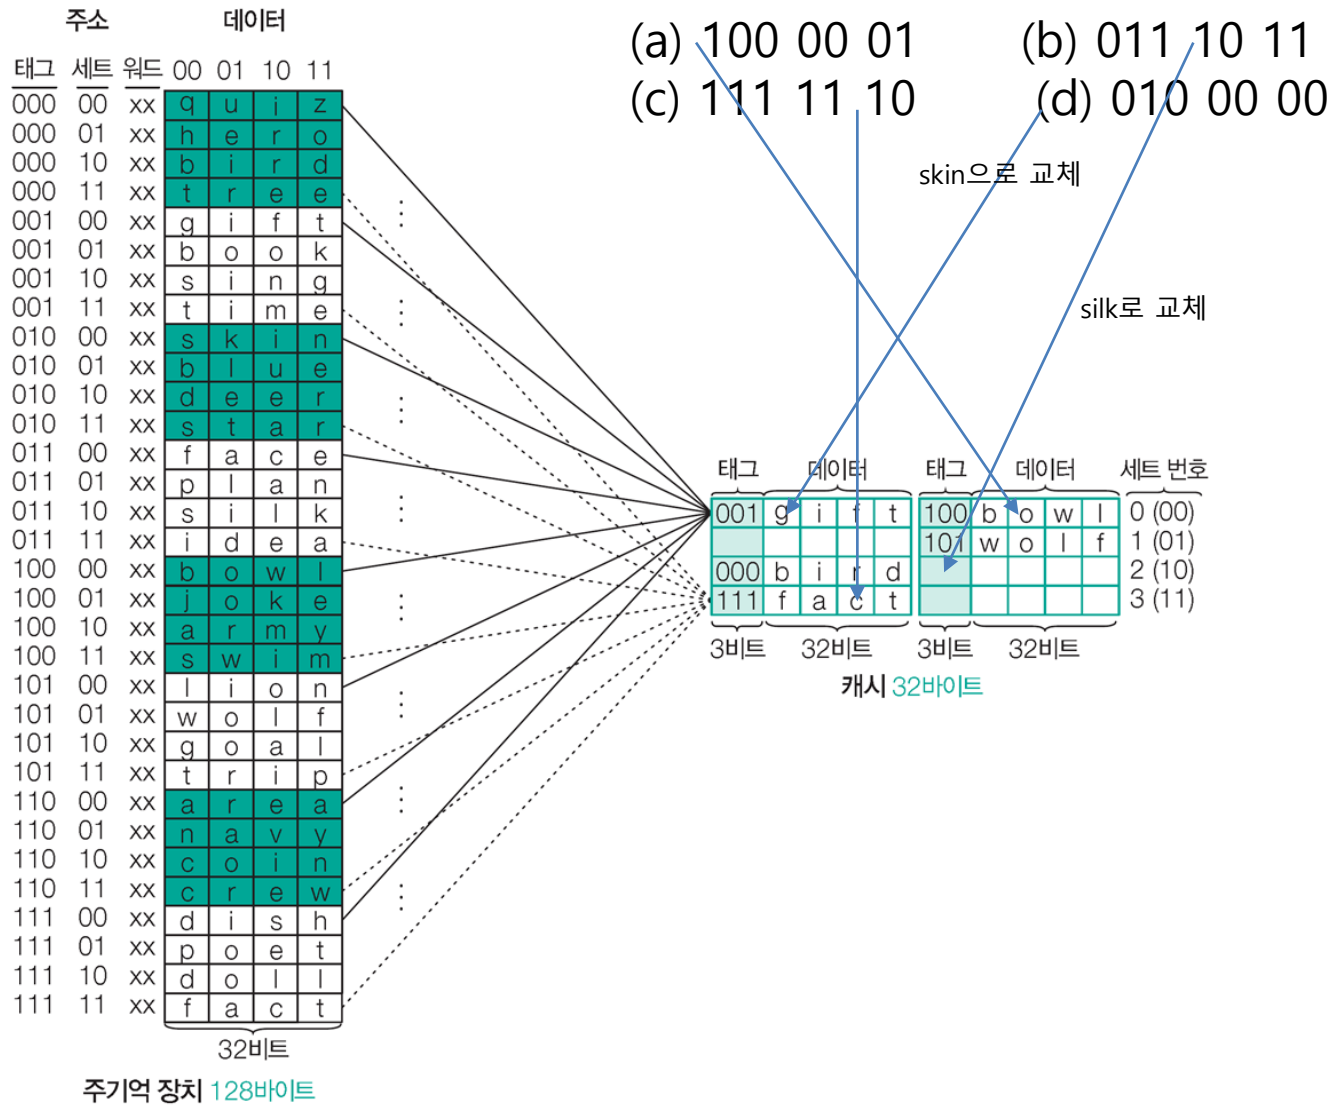 주소 데이터
(a) 100 00 01 (b) 011 10 11
(c) 111 11 10 (d) 010 00 00
태그 세트 워드 00 01 10 11
000 00 xx q u i z
000 01 xx h e r o
000 10 xx b i r d
000 11 xx t r e e
001 00 xx g i f t
001 01 xx b o o k
001 10 xx s i n g
001 11 xx t i m e
010 00 xx s k i n
010 01 xx b l u e
010 10 xx d e e r
010 11 xx s t a r
011 00 xx f a c e
011 01 xx p l a n
011 10 xx s i l k
011 11 xx i d e a
100 00 xx b o w l
100 01 xx j o k e
100 10 xx a r m y
100 11 xx s w i m
101 00 xx l i o n
101 01 xx w o l f
101 10 xx g o a l
101 11 xx t r i p
110 00 xx a r e a
110 01 xx n a v y
110 10 xx c o i n
110 11 xx c r e w
111 00 xx d i s h
111 01 xx p o e t
111 10 xx d o l l
111 11 xx f a c t
32비트
주기억 장치 128바이트
skin으로 교체
silk로 교체
태그 데이터 태그 데이터 세트 번호
001 g i f t 100 b o w l 0 (00)
101 w o l f 1 (01)
000 b i r d 2 (10)
111 f a c t 3 (11)
3비트 32비트 3비트 32비트
캐시 32바이트